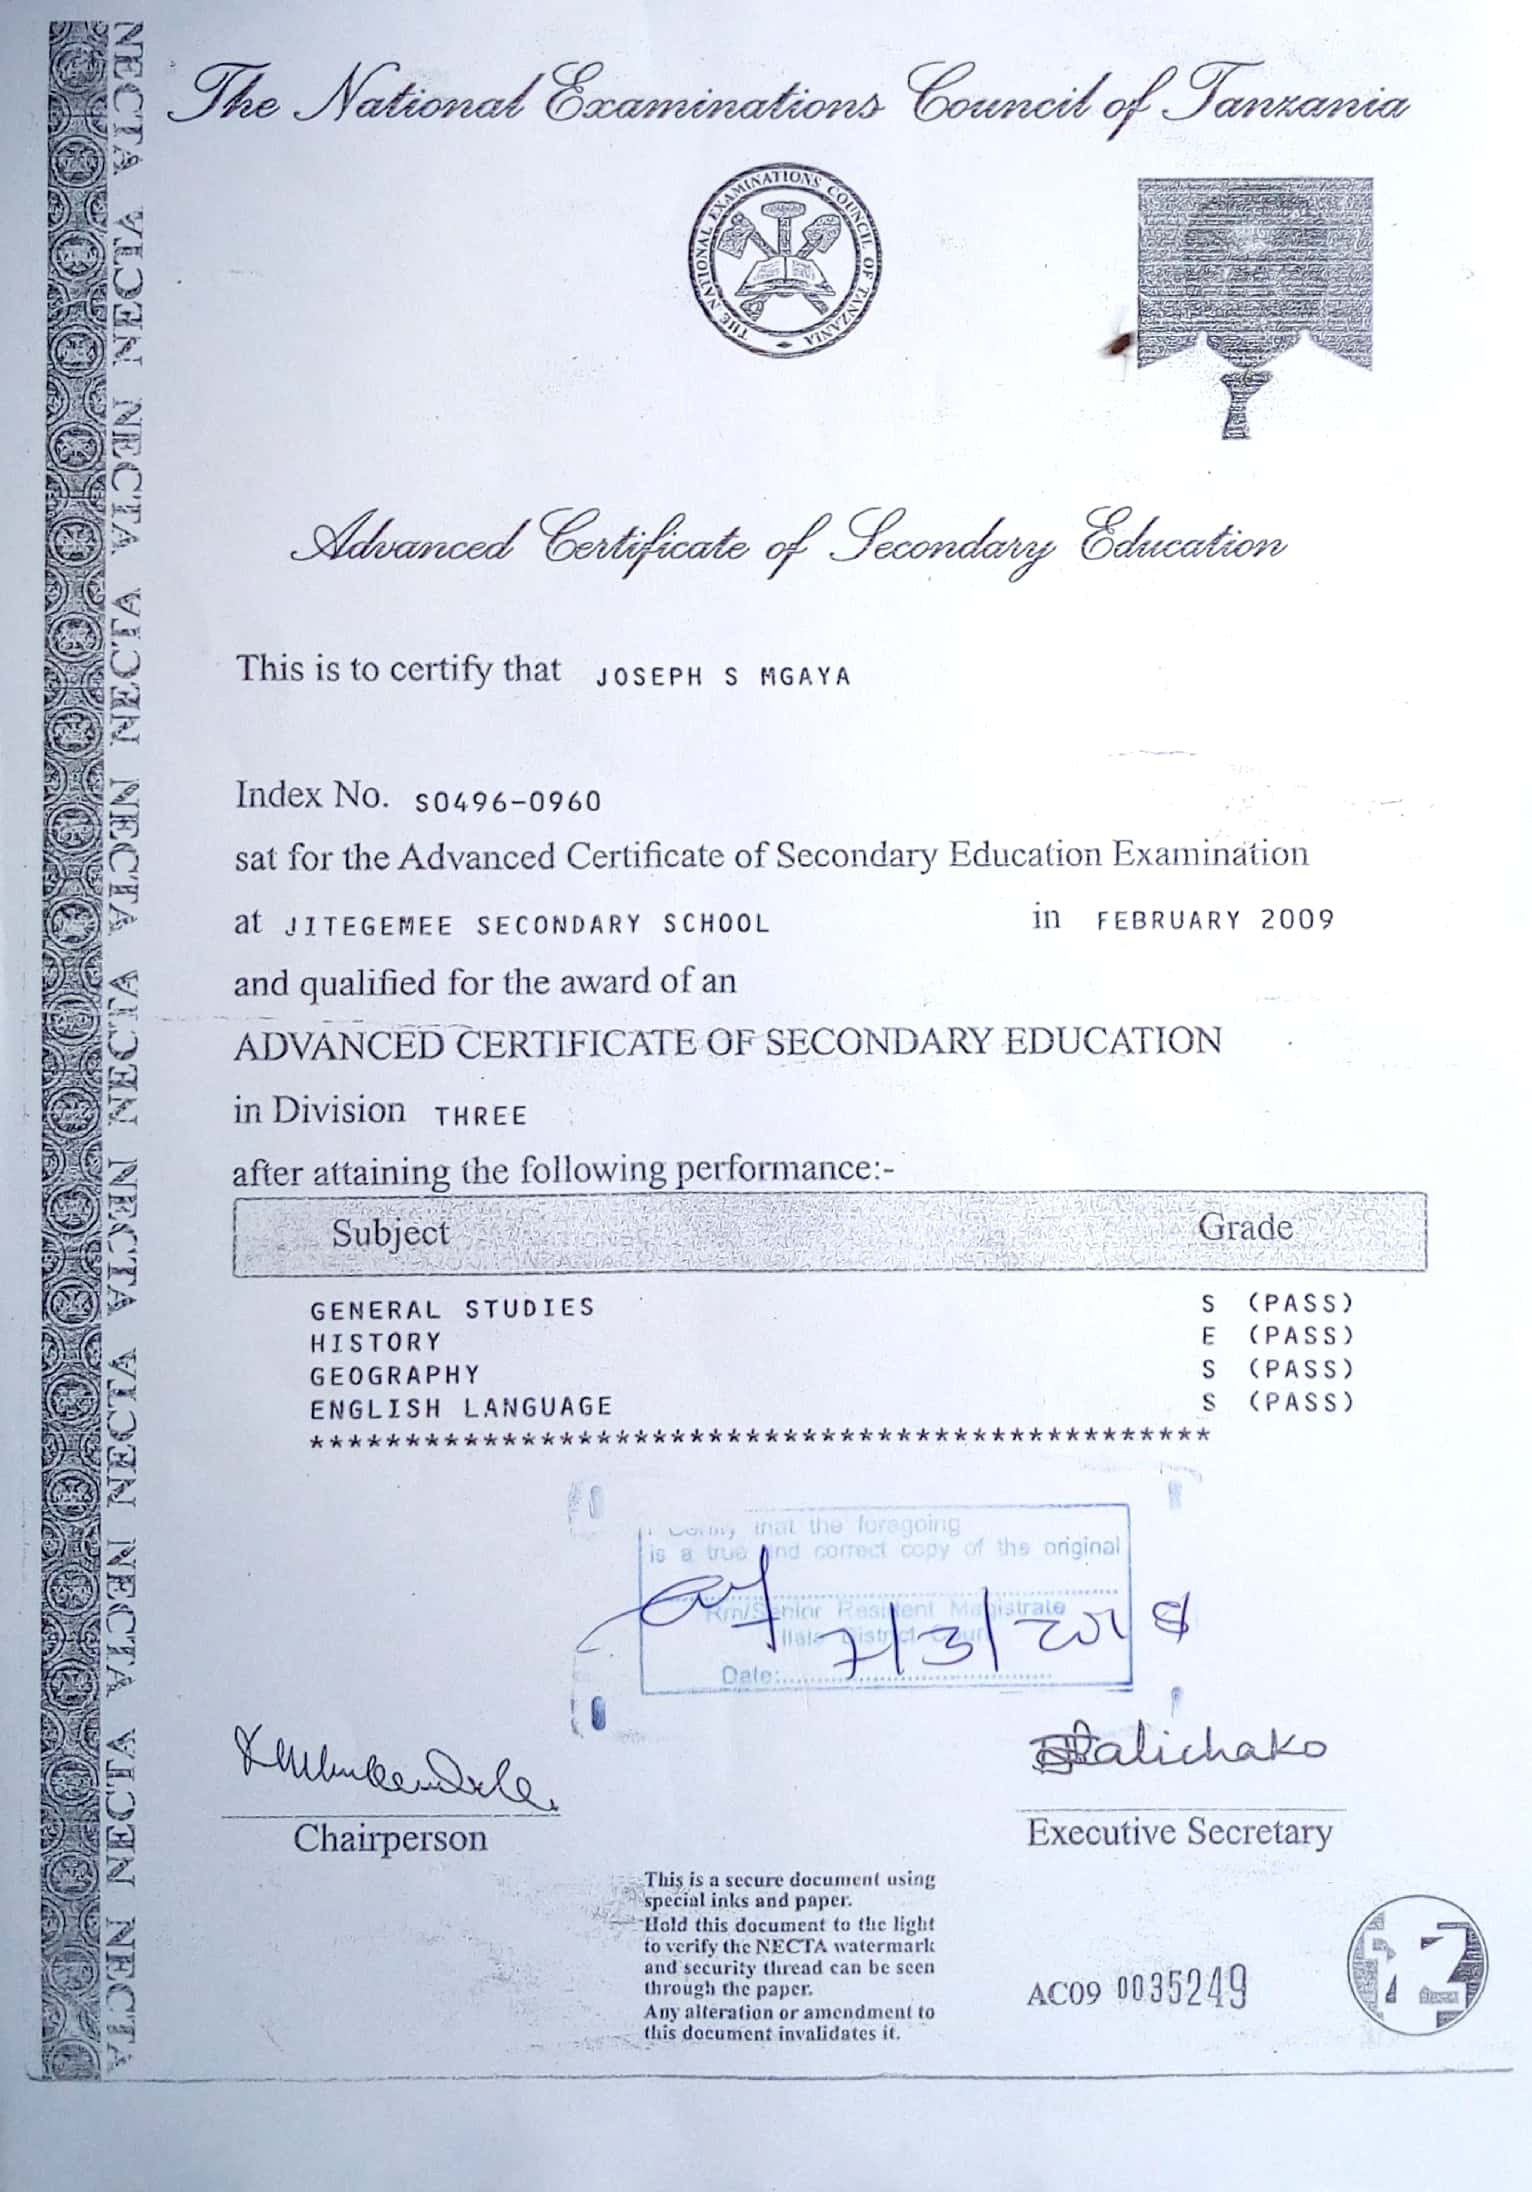 The National Examinations Council of Tanzania
THE NATIONAL EXAMINATIONS COUNCIL OF TANZANIA
Advanced Certificate of Secondary Education
This is to certify that JOSEPH S MGAYA
Index No. S0496-0960
sat for the Advanced Certificate of Secondary Education Examination
at JITEGEMEE SECONDARY SCHOOL in FEBRUARY 2009
and qualified for the award of an
ADVANCED CERTIFICATE OF SECONDARY EDUCATION
in Division THREE
after attaining the following performance:-
Subject Grade
GENERAL STUDIES S (PASS)
HISTORY E (PASS)
GEOGRAPHY S (PASS)
ENGLISH LANGUAGE S (PASS)
************************************************
that the foregoing
is a true and correct copy of the original
Rm/Senior Resident Magistrate
District Court
Date: 7/3/2018
Chairperson
Executive Secretary
This is a secure document using
special inks and paper.
Hold this document to the light
to verify the NECTA watermark
and security thread can be seen
through the paper.
Any alteration or amendment to
this document invalidates it.
AC09 0035249
NECTA NECTA NECTA NECTA NECTA NECTA NECTA NECTA NECTA NECTA NECTA